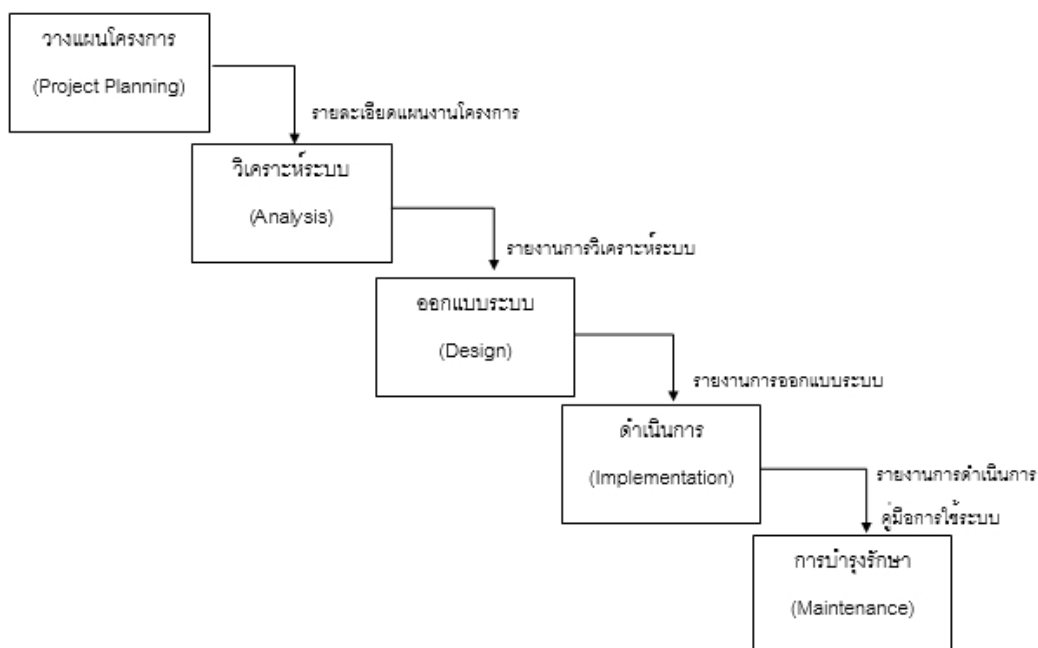 วางแผนโครงการ
(Project Planning)
รายละเอียดแผนงานโครงการ
วิเคราะห์ระบบ
(Analysis)
รายงานการวิเคราะห์ระบบ
ออกแบบระบบ
(Design)
รายงานการออกแบบระบบ
ดำเนินการ
(Implementation)
รายงานการดำเนินการ
คู่มือการใช้ระบบ
การบำรุงรักษา
(Maintenance)